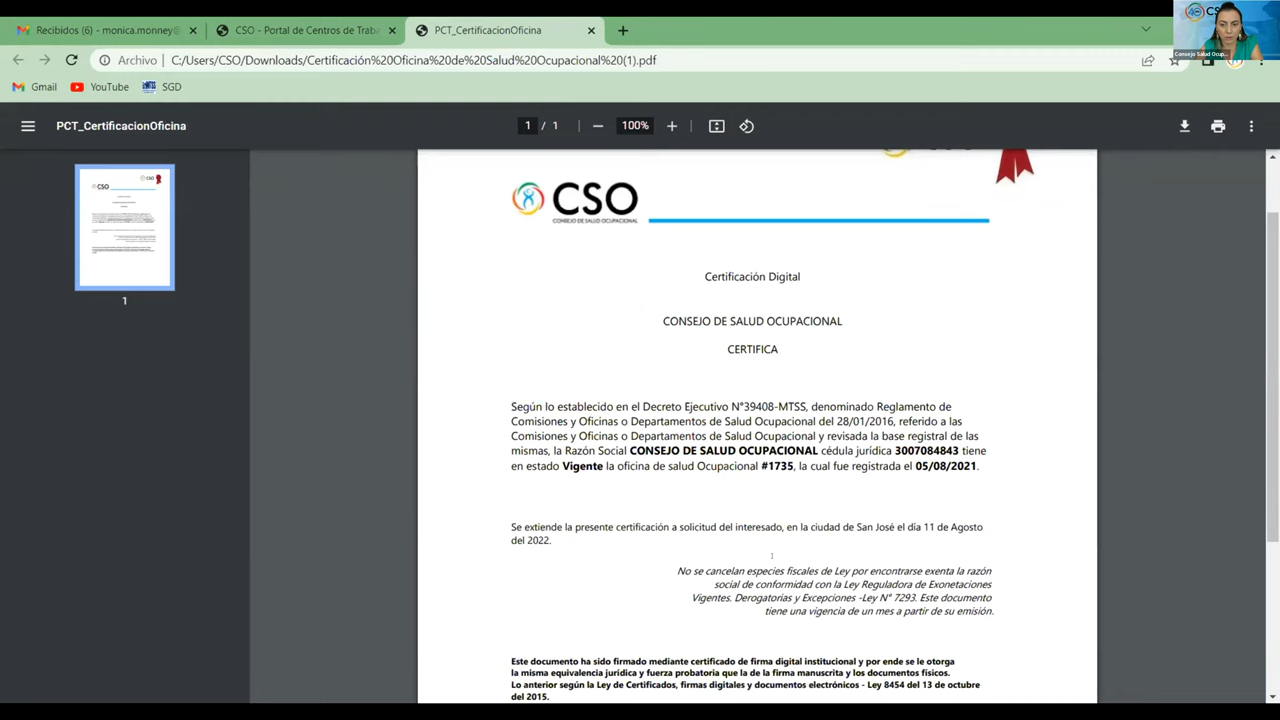 Recibidos (6) - monica.monney@
CSO - Portal de Centros de Traba
PCT_CertificacionOficina
Archivo
C:/Users/CSO/Downloads/Certificación%20Oficina%20de%20Salud%20Ocupacional%20(1).pdf
Consejo Salud Ocup...
Gmail
YouTube
SGD
PCT_CertificacionOficina
1 / 1
100%
1
CSO
CONSEJO DE SALUD OCUPACIONAL
CSO
CONSEJO DE SALUD OCUPACIONAL
Certificación Digital
CONSEJO DE SALUD OCUPACIONAL
CERTIFICA
Según lo establecido en el Decreto Ejecutivo N°39408-MTSS, denominado Reglamento de
Comisiones y Oficinas o Departamentos de Salud Ocupacional del 28/01/2016, referido a las
Comisiones y Oficinas o Departamentos de Salud Ocupacional y revisada la base registral de las
mismas, la Razón Social CONSEJO DE SALUD OCUPACIONAL cédula jurídica 3007084843 tiene
en estado Vigente la oficina de salud Ocupacional #1735, la cual fue registrada el 05/08/2021.
Se extiende la presente certificación a solicitud del interesado, en la ciudad de San José el día 11 de Agosto
del 2022.
No se cancelan especies fiscales de Ley por encontrarse exenta la razón
social de conformidad con la Ley Reguladora de Exonetaciones
Vigentes. Derogatorias y Excepciones -Ley N° 7293. Este documento
tiene una vigencia de un mes a partir de su emisión.
Este documento ha sido firmado mediante certificado de firma digital institucional y por ende se le otorga
la misma equivalencia jurídica y fuerza probatoria que la de la firma manuscrita y los documentos físicos.
Lo anterior según la Ley de Certificados, firmas digitales y documentos electrónicos - Ley 8454 del 13 de octubre
del 2015.